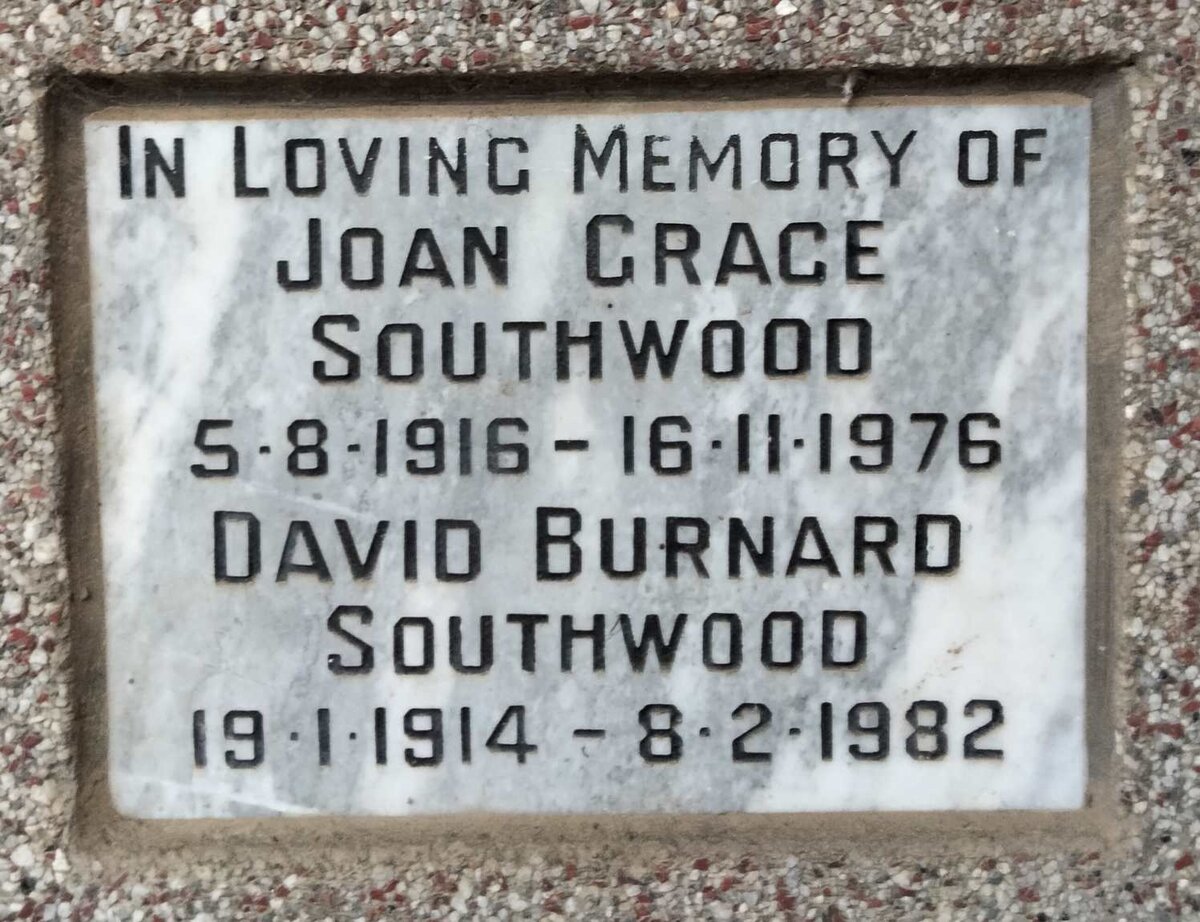 IN LOVING MEMORY OF
JOAN GRACE
SOUTHWOOD
5·8·1916 – 16·11·1976
DAVID BURNARD
SOUTHWOOD
19·1·1914 – 8·2·1982